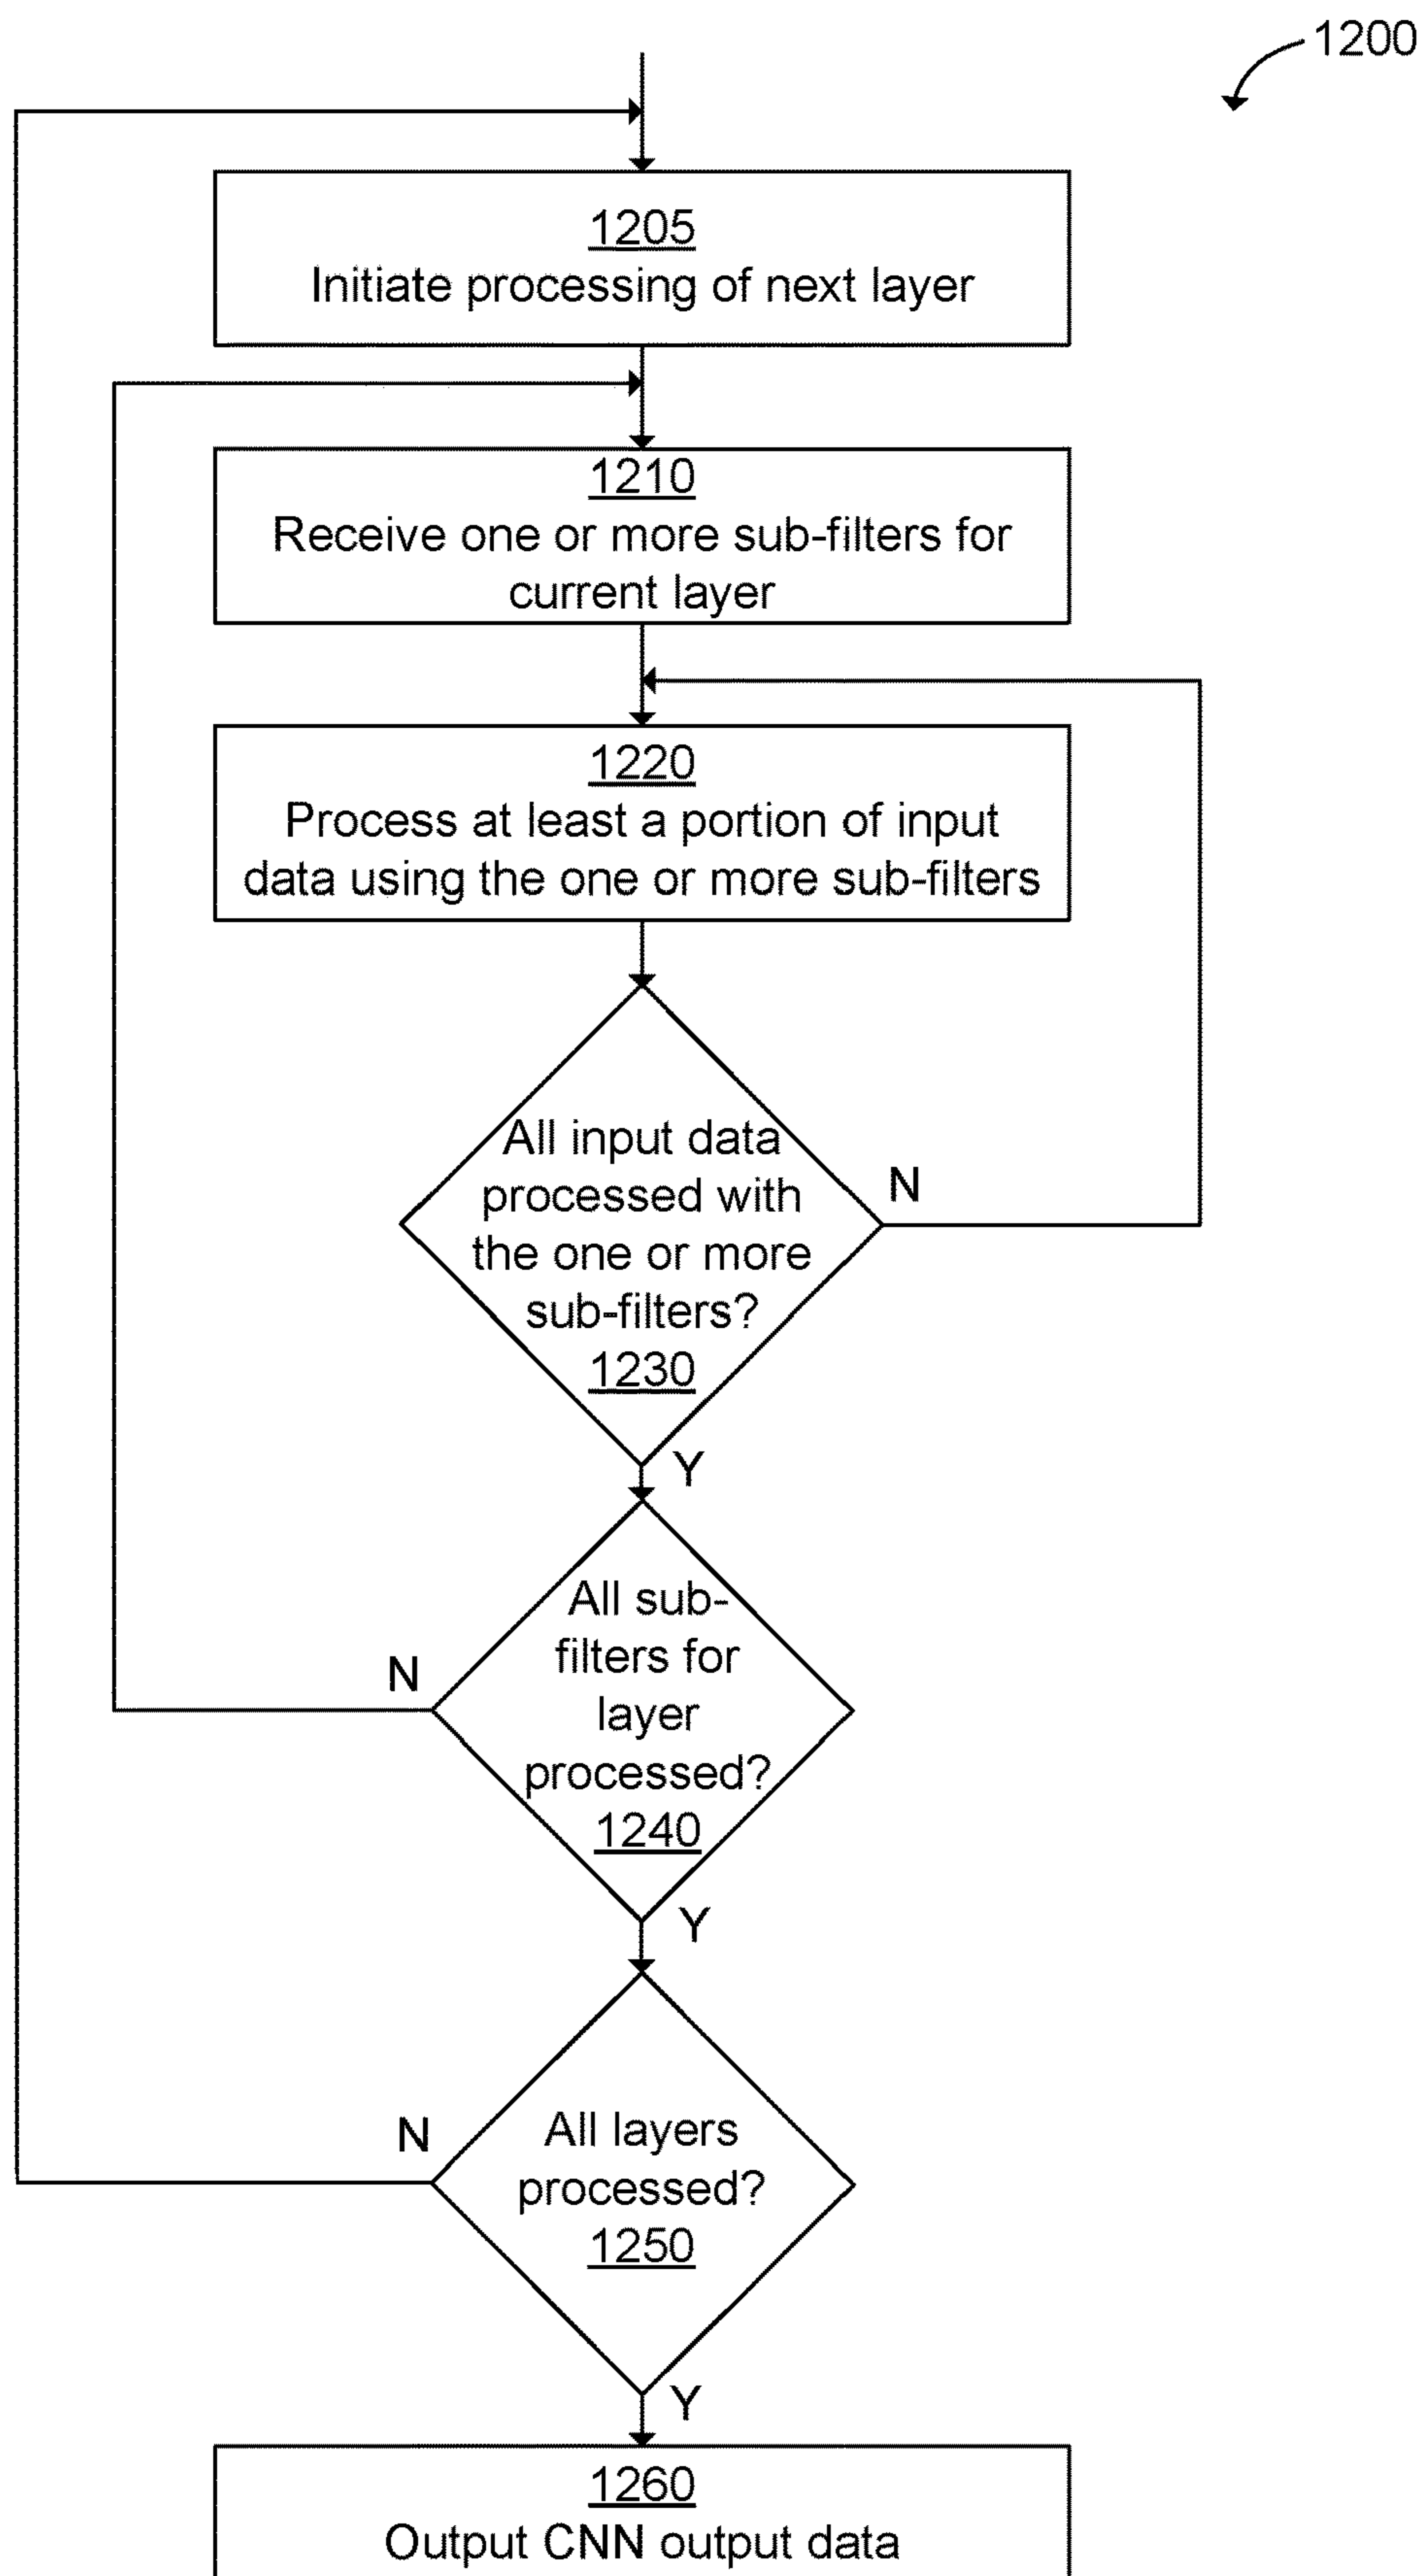 1200
1205
Initiate processing of next layer
1210
Receive one or more sub-filters for
current layer
1220
Process at least a portion of input
data using the one or more sub-filters
All input data
processed with
the one or more
sub-filters?
1230
N
Y
All sub-
filters for
layer
processed?
1240
N
Y
All layers
processed?
1250
N
Y
1260
Output CNN output data